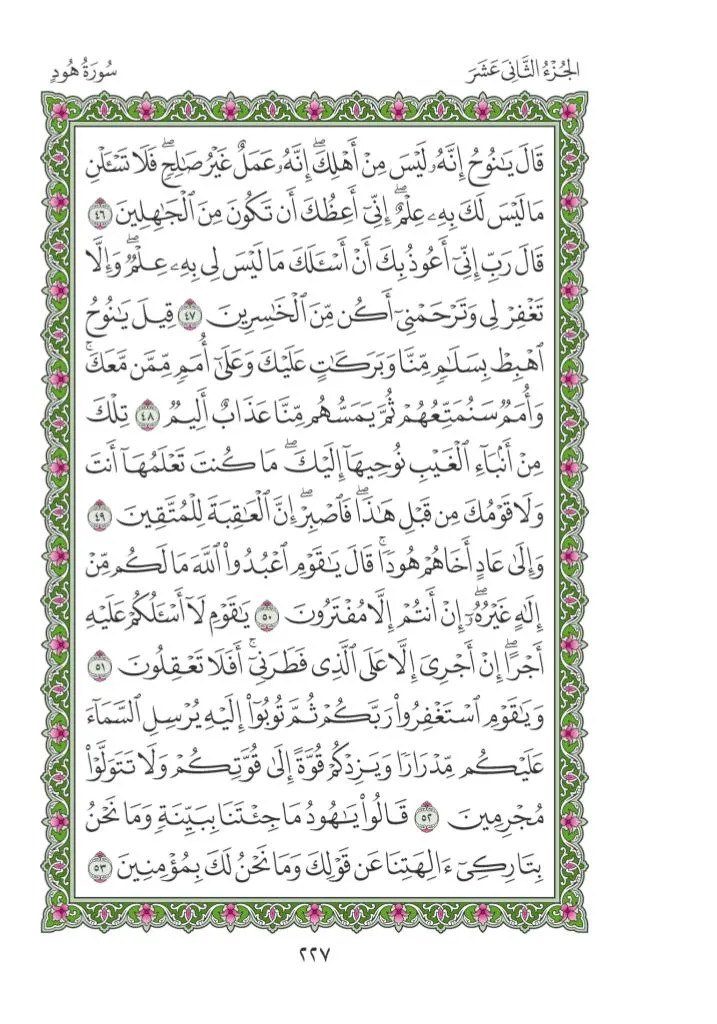 الجُزْءُ الثَّانِيَ عَشَرَ
سُورَةُ هُودٍ
قَالَ يَٰنُوحُ إِنَّهُۥ لَيْسَ مِنْ أَهْلِكَۖ إِنَّهُۥ عَمَلٌ غَيْرُ صَٰلِحٖۖ فَلَا تَسْـَٔلْنِ
مَا لَيْسَ لَكَ بِهِۦ عِلْمٌۖ إِنِّيٓ أَعِظُكَ أَن تَكُونَ مِنَ ٱلْجَٰهِلِينَ ٤٦
قَالَ رَبِّ إِنِّيٓ أَعُوذُ بِكَ أَنْ أَسْـَٔلَكَ مَا لَيْسَ لِي بِهِۦ عِلْمٞۖ وَإِلَّا
تَغْفِرْ لِي وَتَرْحَمْنِيٓ أَكُن مِّنَ ٱلْخَٰسِرِينَ ٤٧ قِيلَ يَٰنُوحُ
ٱهْبِطْ بِسَلَٰمٖ مِّنَّا وَبَرَكَٰتٍ عَلَيْكَ وَعَلَىٰٓ أُمَمٖ مِّمَّن مَّعَكَۚ
وَأُمَمٞ سَنُمَتِّعُهُمْ ثُمَّ يَمَسُّهُم مِّنَّا عَذَابٌ أَلِيمٞ ٤٨ تِلْكَ
مِنْ أَنۢبَآءِ ٱلْغَيْبِ نُوحِيهَآ إِلَيْكَۖ مَا كُنتَ تَعْلَمُهَآ أَنتَ
وَلَا قَوْمُكَ مِن قَبْلِ هَٰذَاۖ فَٱصْبِرْۖ إِنَّ ٱلْعَٰقِبَةَ لِلْمُتَّقِينَ ٤٩
وَإِلَىٰ عَادٍ أَخَاهُمْ هُودٗاۚ قَالَ يَٰقَوْمِ ٱعْبُدُواْ ٱللَّهَ مَا لَكُم مِّنْ
إِلَٰهٍ غَيْرُهُۥٓۖ إِنْ أَنتُمْ إِلَّا مُفْتَرُونَ ٥٠ يَٰقَوْمِ لَآ أَسْـَٔلُكُمْ عَلَيْهِ
أَجْرًاۖ إِنْ أَجْرِيَ إِلَّا عَلَى ٱلَّذِي فَطَرَنِيٓۚ أَفَلَا تَعْقِلُونَ ٥١
وَيَٰقَوْمِ ٱسْتَغْفِرُواْ رَبَّكُمْ ثُمَّ تُوبُوٓاْ إِلَيْهِ يُرْسِلِ ٱلسَّمَآءَ
عَلَيْكُم مِّدْرَارٗا وَيَزِدْكُمْ قُوَّةً إِلَىٰ قُوَّتِكُمْ وَلَا تَتَوَلَّوْاْ
مُجْرِمِينَ ٥٢ قَالُواْ يَٰهُودُ مَا جِئْتَنَا بِبَيِّنَةٖ وَمَا نَحْنُ
بِتَارِكِيٓ ءَالِهَتِنَا عَن قَوْلِكَ وَمَا نَحْنُ لَكَ بِمُؤْمِنِينَ ٥٣
٢٢٧